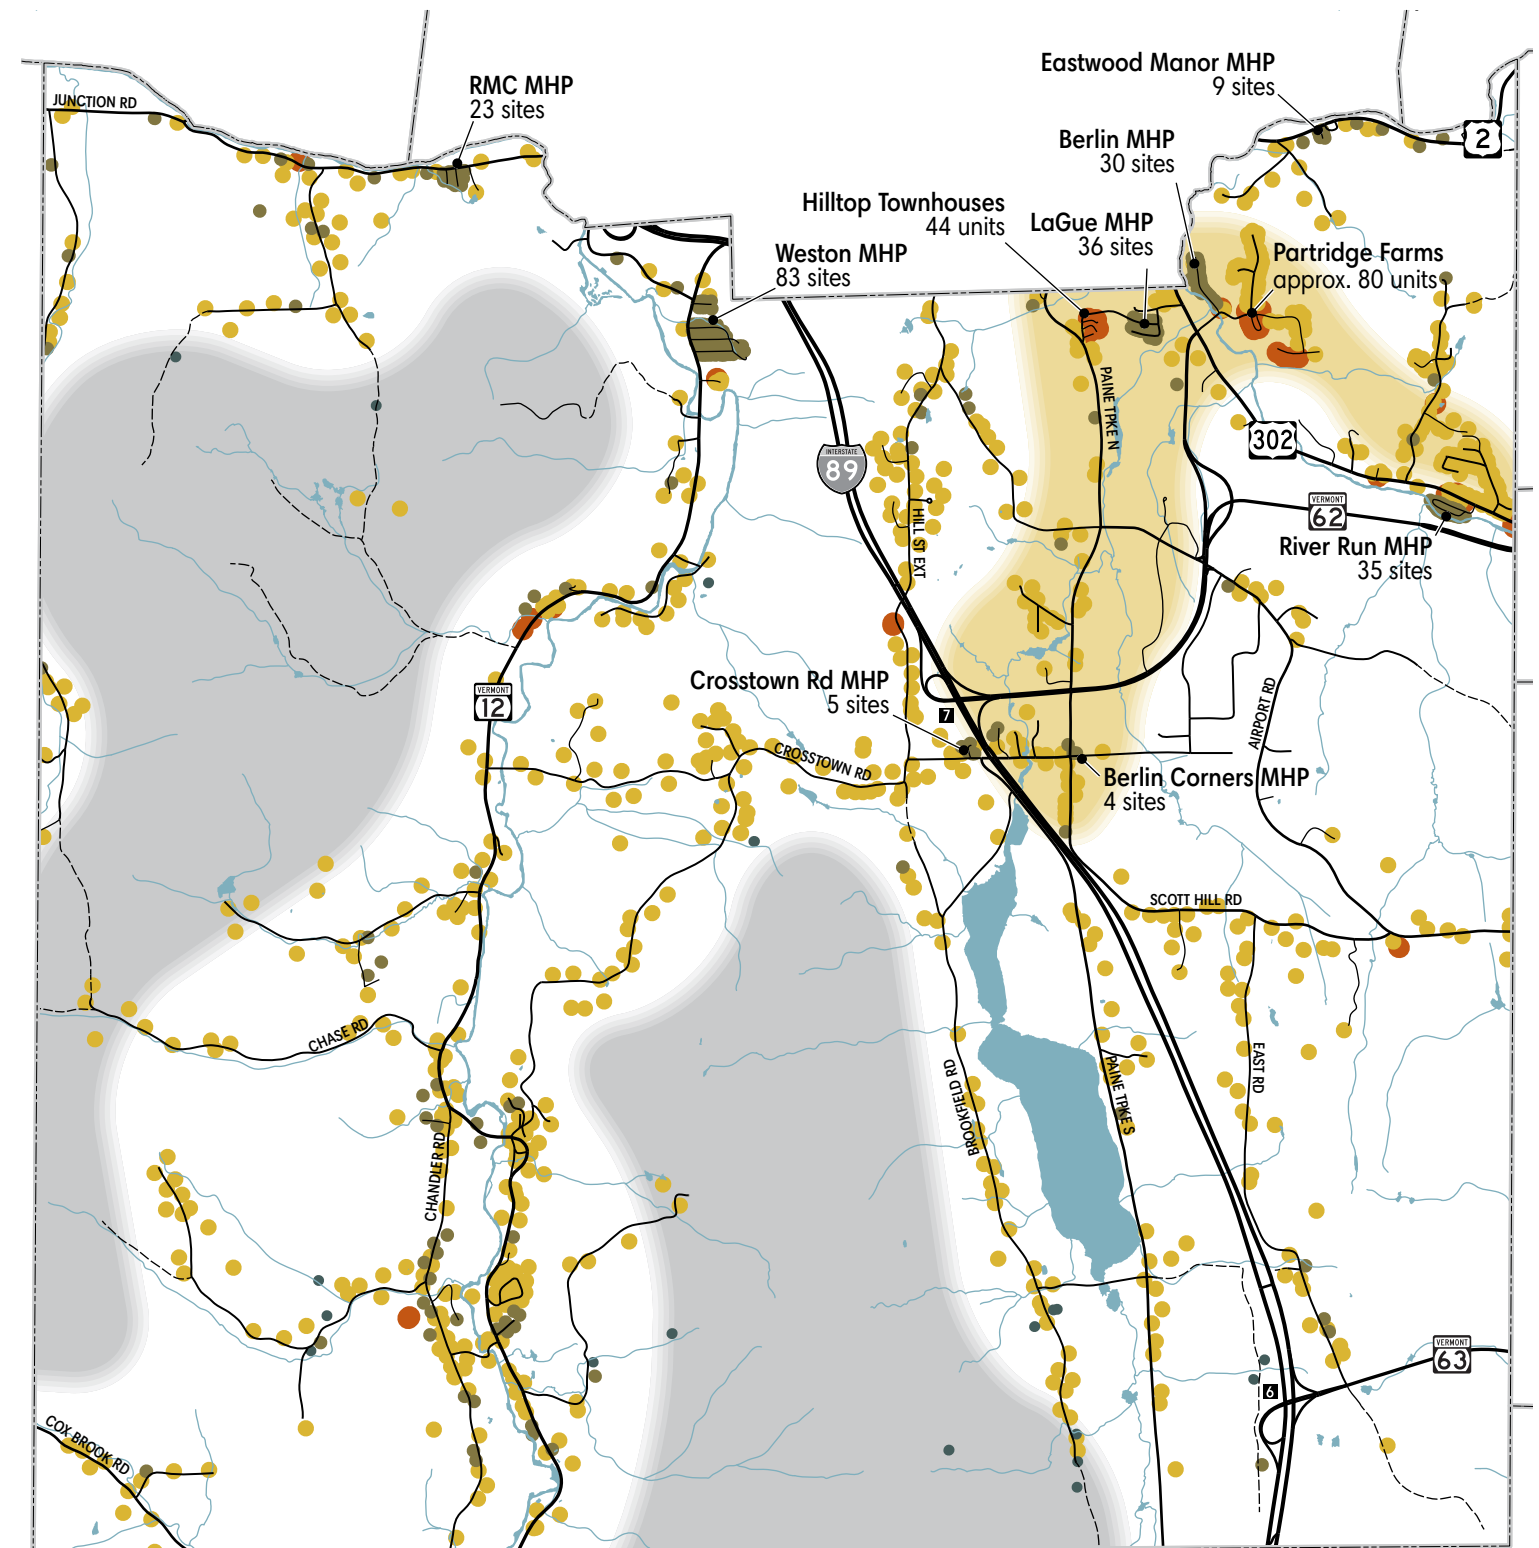 Eastwood Manor MHP
9 sites
RMC MHP
23 sites
JUNCTION RD
2
Berlin MHP
30 sites
Hilltop Townhouses
44 units
LaGue MHP
36 sites
Weston MHP
83 sites
Partridge Farms
approx. 80 units
PAINE TPKE N
302
INTERSTATE
89
VERMONT
62
HILL ST EXT
River Run MHP
35 sites
Crosstown Rd MHP
5 sites
VERMONT
12
7
AIRPORT RD
CROSSTOWN RD
Berlin Corners MHP
4 sites
SCOTT HILL RD
CHASE RD
EAST RD
BROOKFIELD RD
PAINE TPKE S
CHANDLER RD
VERMONT
63
6
COX BROOK RD